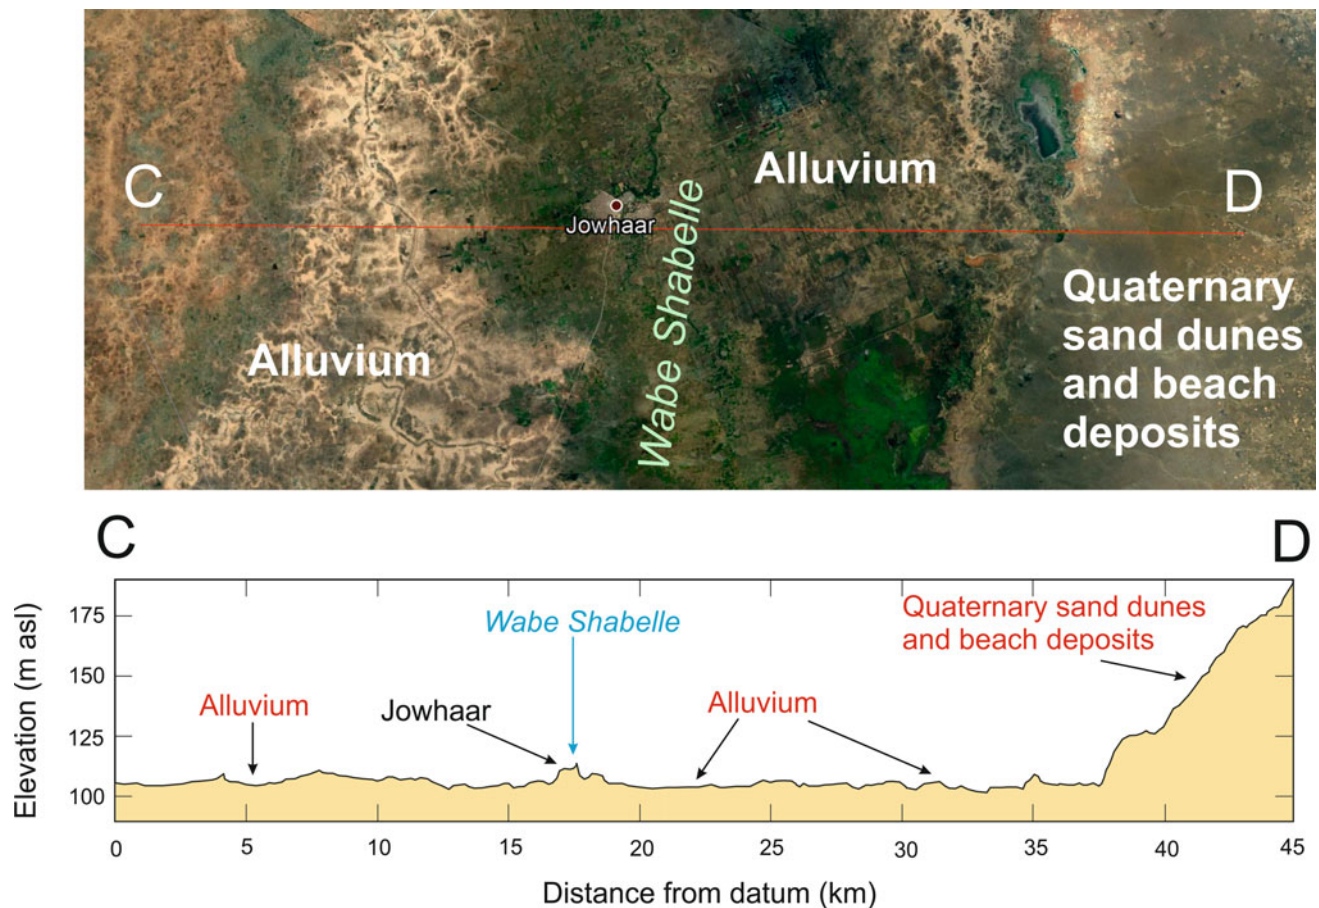 C
Alluvium
D
Jowhaar
Wabe Shabelle
Alluvium
Quaternary
sand dunes
and beach
deposits
C
D
Elevation (m asl)
175
150
125
100
Alluvium
Jowhaar
Wabe Shabelle
Alluvium
Quaternary sand dunes
and beach deposits
0
5
10
15
20
25
30
35
40
45
Distance from datum (km)